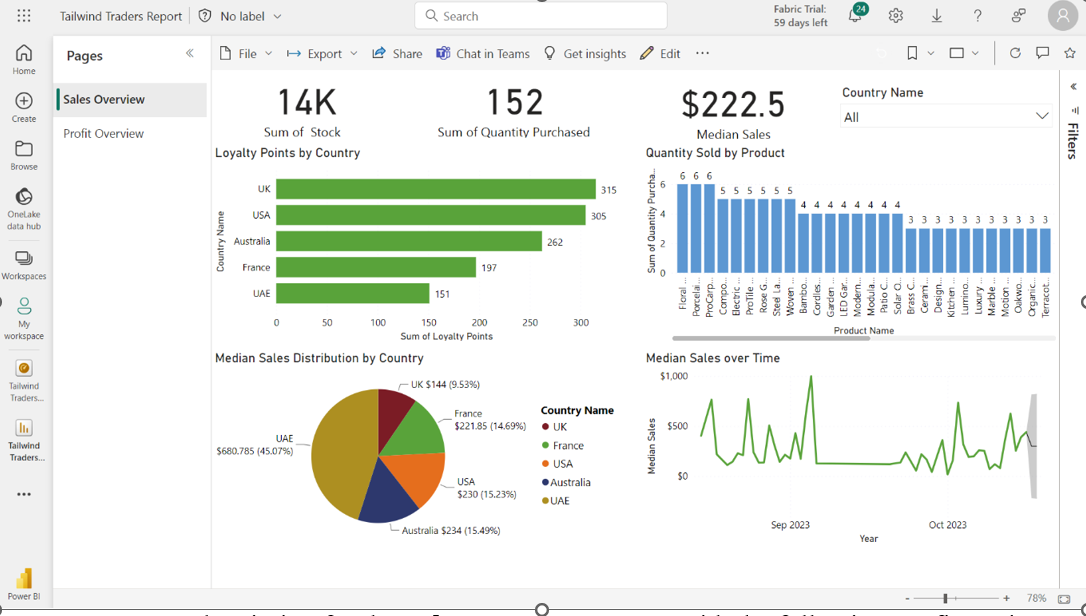 Tailwind Traders Report
No label
Search
Fabric Trial:
59 days left
24
Home
Create
Browse
OneLake
data hub
Workspaces
My
workspace
Tailwind
Traders...
Tailwind
Traders...
Power BI
Pages
Sales Overview
Profit Overview
File
Export
Share
Chat in Teams
Get insights
Edit
14K
Sum of Stock
152
Sum of Quantity Purchased
$222.5
Median Sales
Country Name
All
Filters
Loyalty Points by Country
Country Name
UK
315
USA
305
Australia
262
France
197
UAE
151
0 50 100 150 200 250 300
Sum of Loyalty Points
Quantity Sold by Product
Sum of Quantity Purcha...
6
4
2
0
6 6 6 5 5 5 5 5 5 4 4 4 4 4 4 4 4 3 3 3 3 3 3 3 3 3 3 3
Floral ...
Porcelai...
ProCarp...
Compo...
Electric ...
ProTile ...
Rose G...
Steel La...
Woven ...
Bambo...
Cordles...
Garden ...
LED Gar...
Modern...
Modula...
Patio C...
Solar O...
Brass C...
Cerami...
Design...
Kitchen ...
Lumino...
Luxury ...
Marble ...
Motion ...
Oakwo...
Organic...
Terracot...
Product Name
Median Sales Distribution by Country
UK $144 (9.53%)
France
$221.85 (14.69%)
USA
$230 (15.23%)
Australia $234 (15.49%)
UAE
$680.785 (45.07%)
Country Name
UK
France
USA
Australia
UAE
Median Sales over Time
Median Sales
$1,000
$500
$0
Sep 2023
Oct 2023
Year
78%